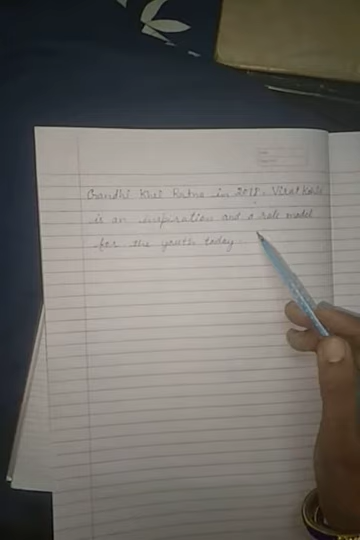 Gandhi Khel Ratna in 2018. Virat Kohli
is an inspiration and a role model
for the youth today.